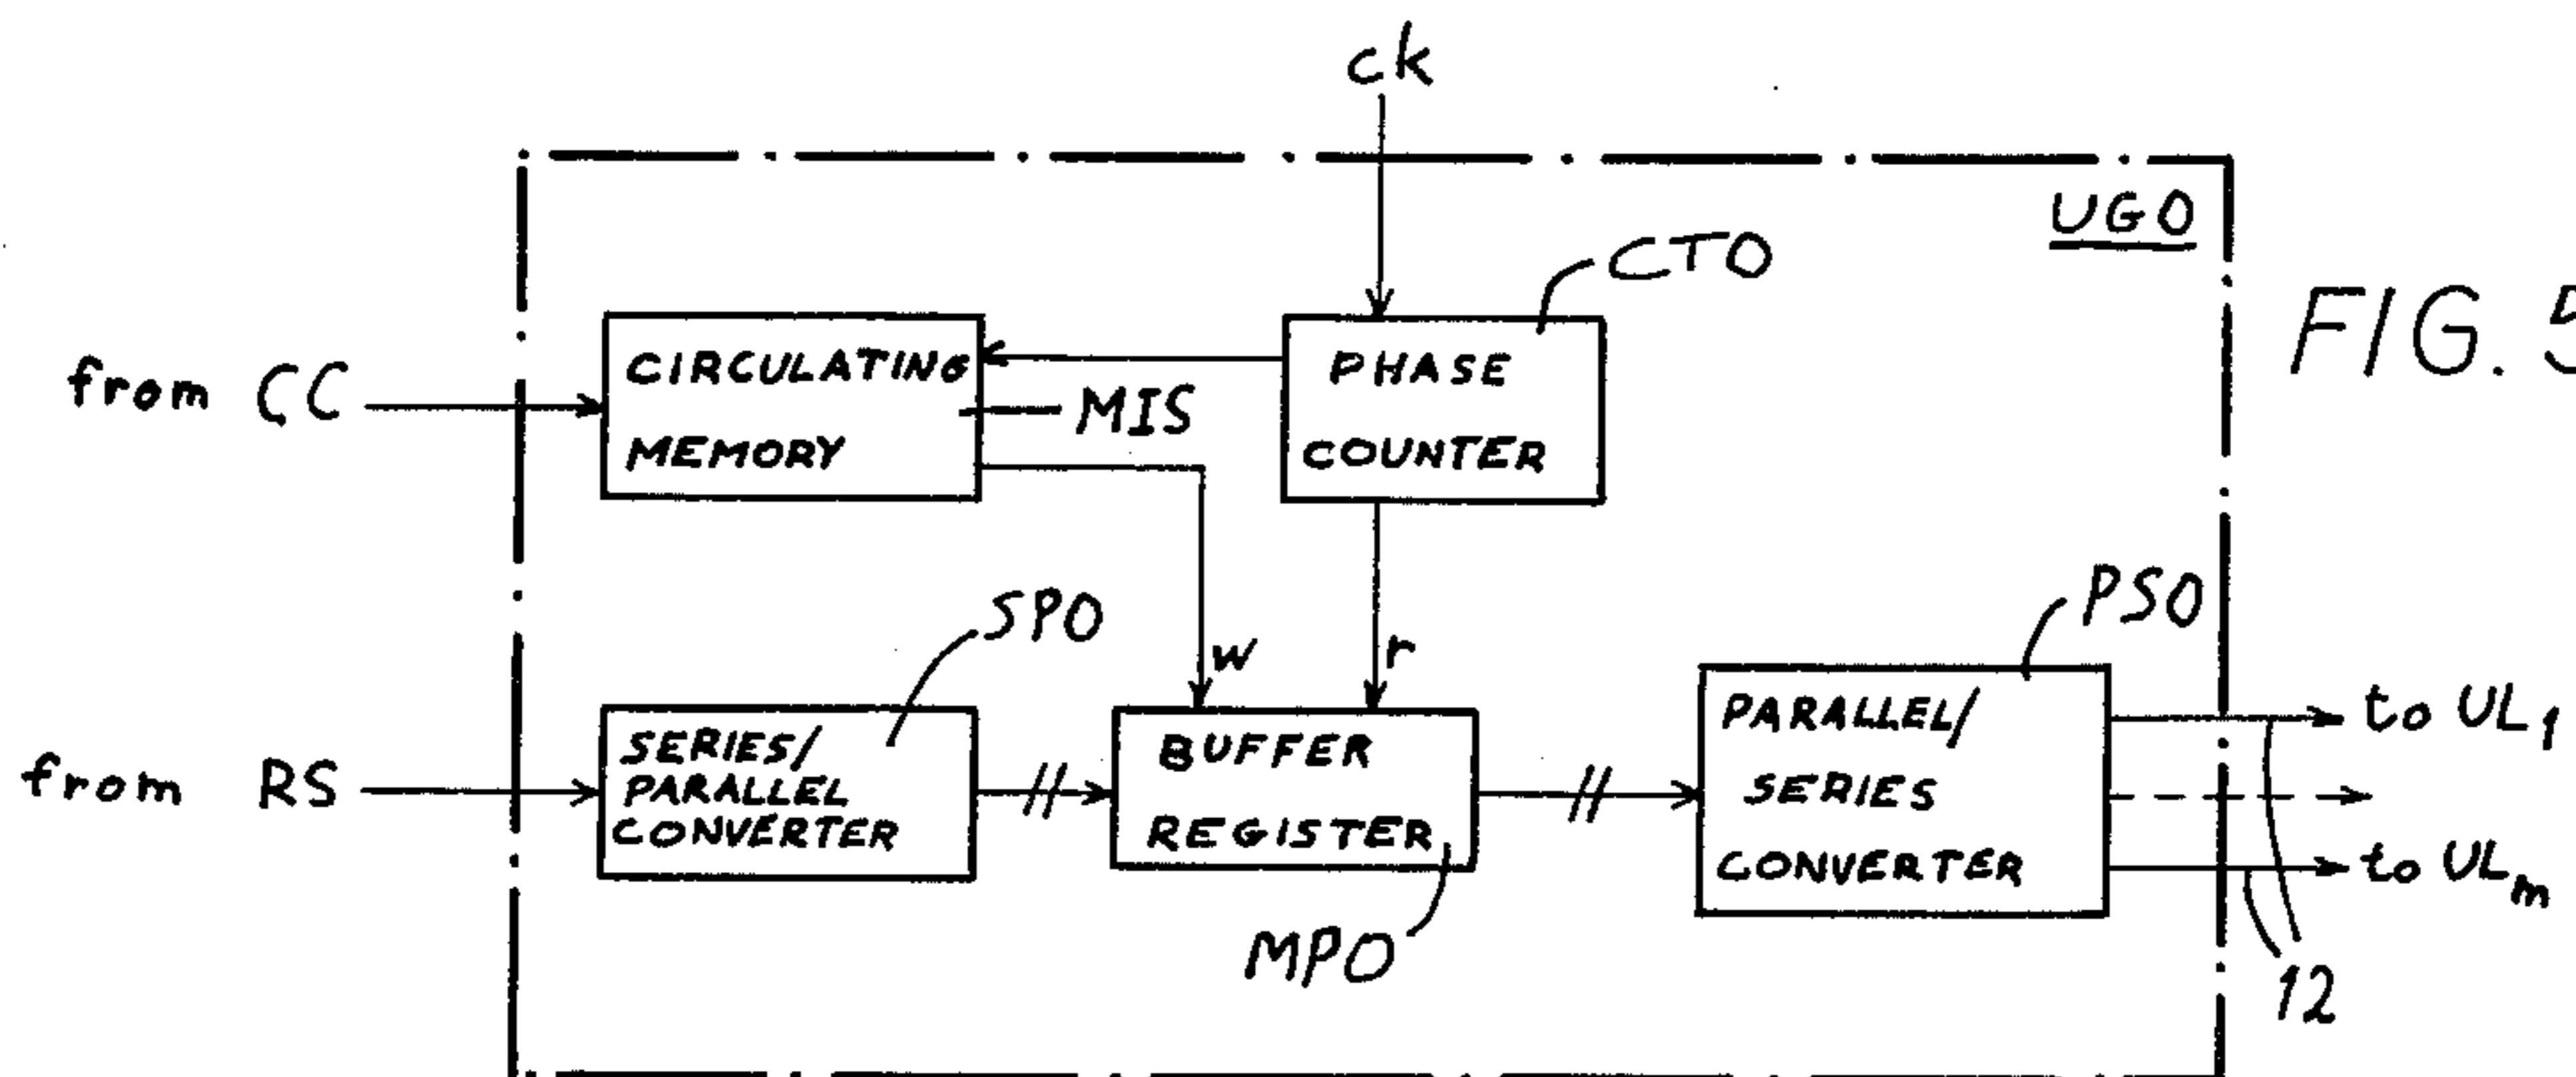 ck
UGO
CTO
FIG. 5
CIRCULATING
MEMORY
MIS
PHASE
COUNTER
from CC
SPO
w
r
PSO
from RS
SERIES/
PARALLEL
CONVERTER
BUFFER
REGISTER
MPO
PARALLEL/
SERIES
CONVERTER
to UL1
to ULm
12